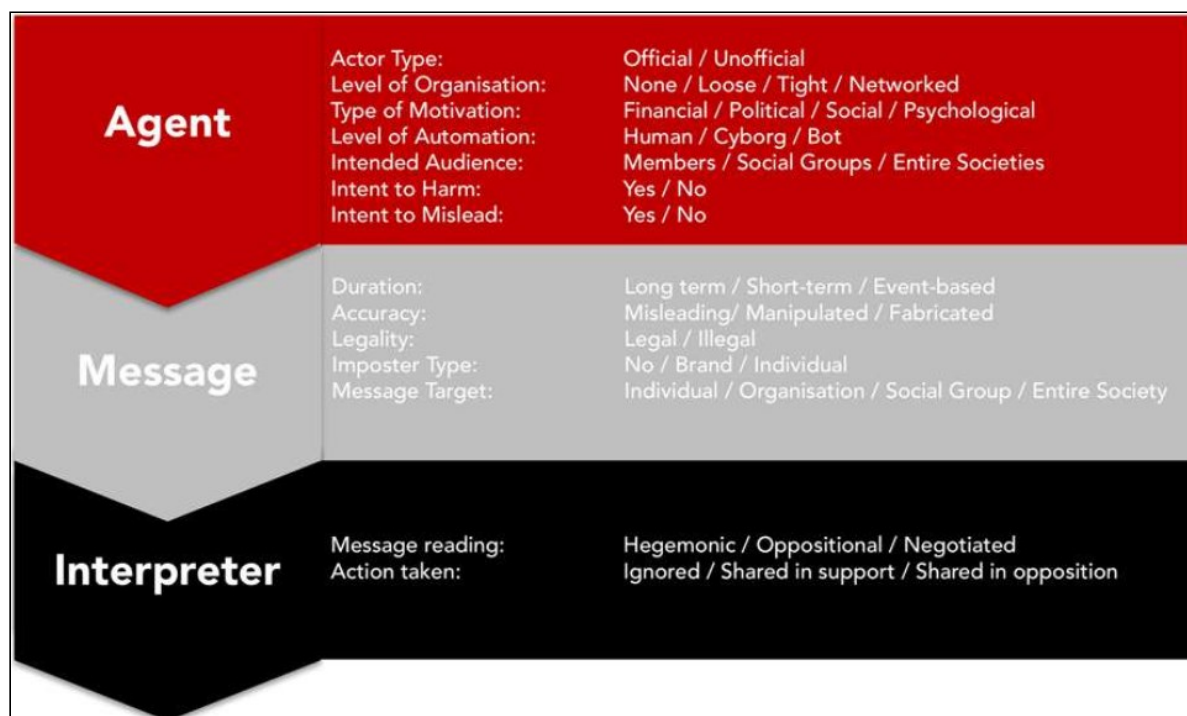 Agent
Actor Type: Official / Unofficial
Level of Organisation: None / Loose / Tight / Networked
Type of Motivation: Financial / Political / Social / Psychological
Level of Automation: Human / Cyborg / Bot
Intended Audience: Members / Social Groups / Entire Societies
Intent to Harm: Yes / No
Intent to Mislead: Yes / No
Message
Duration: Long term / Short-term / Event-based
Accuracy: Misleading/ Manipulated / Fabricated
Legality: Legal / Illegal
Imposter Type: No / Brand / Individual
Message Target: Individual / Organisation / Social Group / Entire Society
Interpreter
Message reading: Hegemonic / Oppositional / Negotiated
Action taken: Ignored / Shared in support / Shared in opposition